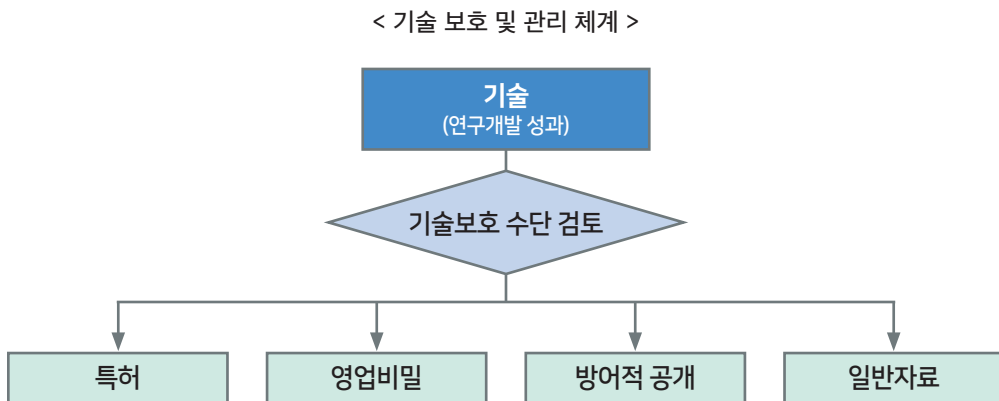 < 기술 보호 및 관리 체계 >
기술
(연구개발 성과)
기술보호 수단 검토
특허
영업비밀
방어적 공개
일반자료